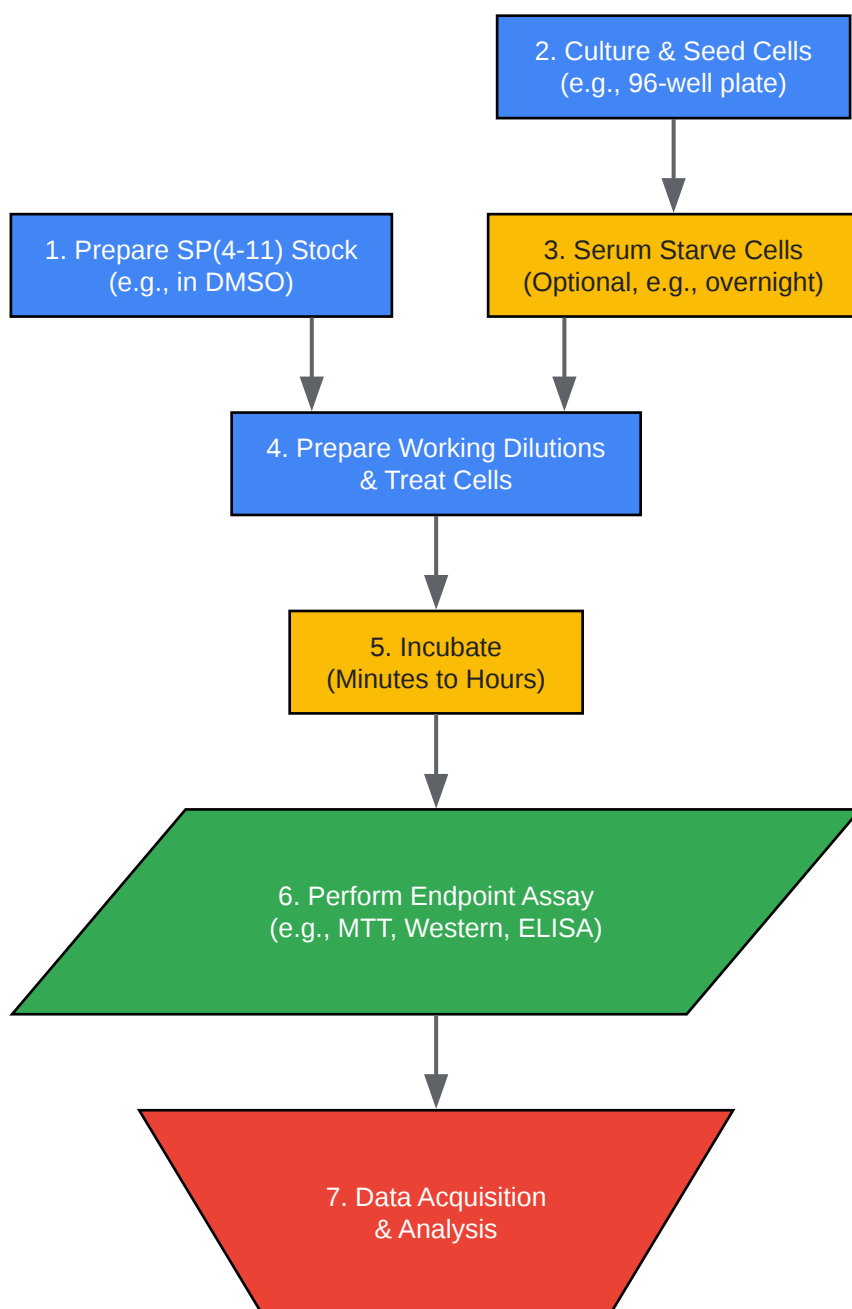 2. Culture & Seed Cells
(e.g., 96-well plate)
1. Prepare SP(4-11) Stock
(e.g., in DMSO)
3. Serum Starve Cells
(Optional, e.g., overnight)
4. Prepare Working Dilutions
& Treat Cells
5. Incubate
(Minutes to Hours)
6. Perform Endpoint Assay
(e.g., MTT, Western, ELISA)
7. Data Acquisition
& Analysis